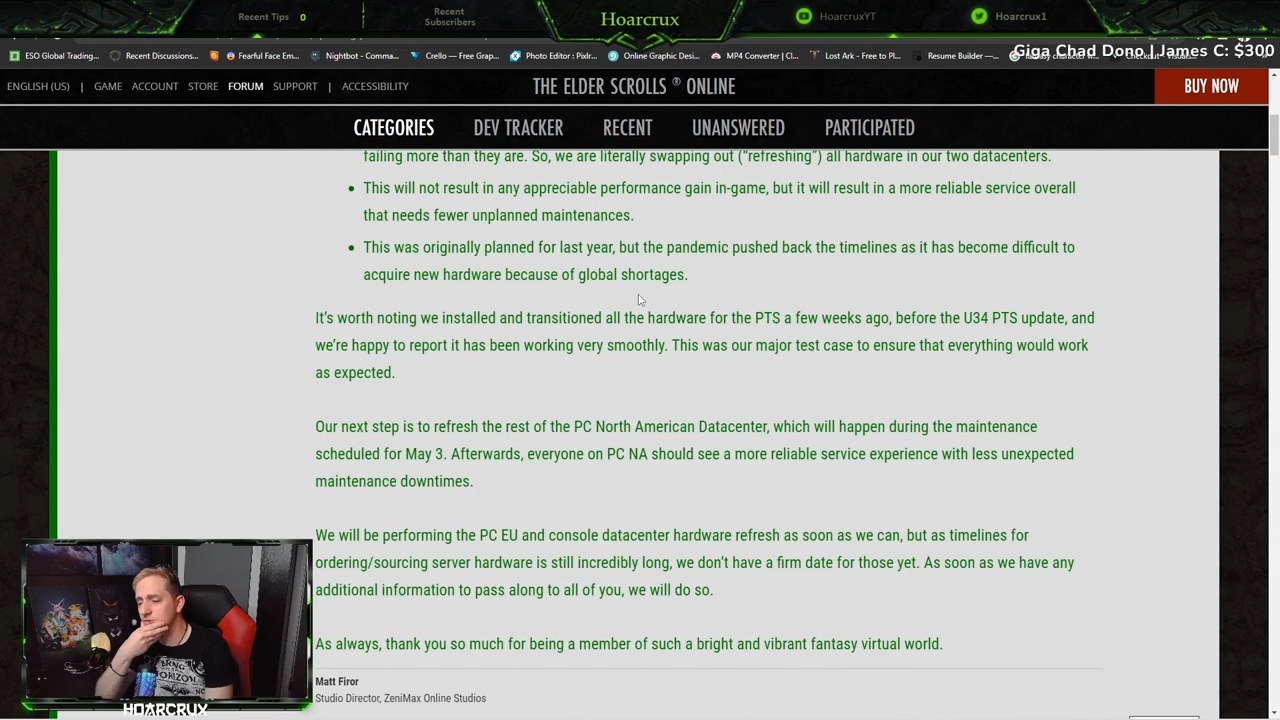 Recent Tips 0
Recent
Subscribers
Hoarcrux
HoarcruxYT
Hoarcrux1
Giga Chad Dono | James C: $300
ESO Global Trading...
Recent Discussions...
Fearful Face Em...
Nightbot - Comma...
Crello — Free Grap...
Photo Editor : Pixlr...
Online Graphic Desi...
MP4 Converter | Cl...
Lost Ark - Free to Pl...
Resume Builder —...
ENGLISH (US) | GAME ACCOUNT STORE FORUM SUPPORT | ACCESSIBILITY
THE ELDER SCROLLS ® ONLINE
BUY NOW
CATEGORIES DEV TRACKER RECENT UNANSWERED PARTICIPATED
failing more than they are. So, we are literally swapping out (“refreshing”) all hardware in our two datacenters.
• This will not result in any appreciable performance gain in-game, but it will result in a more reliable service overall
that needs fewer unplanned maintenances.
• This was originally planned for last year, but the pandemic pushed back the timelines as it has become difficult to
acquire new hardware because of global shortages.
It’s worth noting we installed and transitioned all the hardware for the PTS a few weeks ago, before the U34 PTS update, and
we’re happy to report it has been working very smoothly. This was our major test case to ensure that everything would work
as expected.
Our next step is to refresh the rest of the PC North American Datacenter, which will happen during the maintenance
scheduled for May 3. Afterwards, everyone on PC NA should see a more reliable service experience with less unexpected
maintenance downtimes.
We will be performing the PC EU and console datacenter hardware refresh as soon as we can, but as timelines for
ordering/sourcing server hardware is still incredibly long, we don’t have a firm date for those yet. As soon as we have any
additional information to pass along to all of you, we will do so.
As always, thank you so much for being a member of such a bright and vibrant fantasy virtual world.
Matt Firor
Studio Director, ZeniMax Online Studios
HOARCRUX